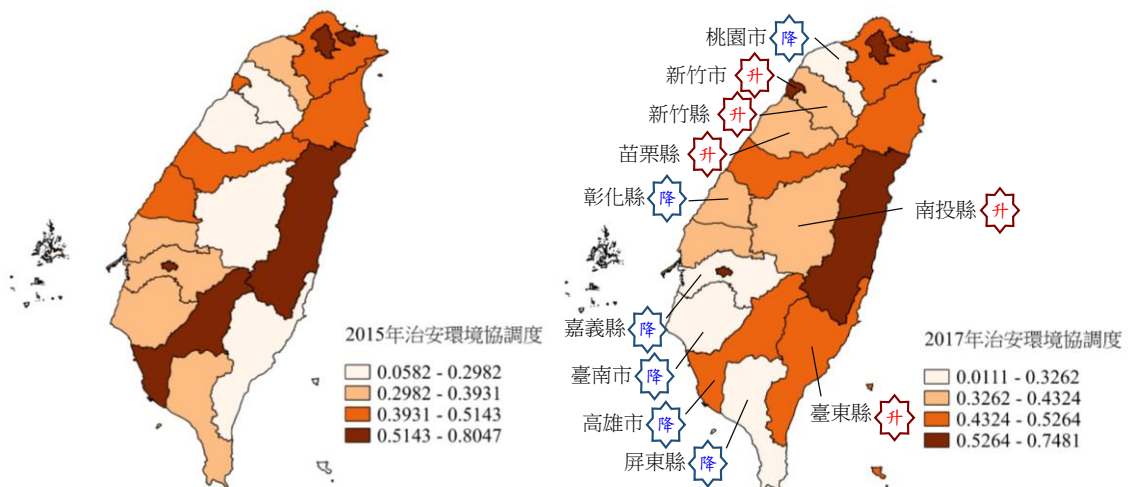 2015年治安環境協調度
0.0582 - 0.2982
0.2982 - 0.3931
0.3931 - 0.5143
0.5143 - 0.8047
桃園市 降
新竹市 升
新竹縣 升
苗栗縣 升
彰化縣 降
南投縣 升
嘉義縣 降
臺南市 降
高雄市 降
屏東縣 降
臺東縣 升
2017年治安環境協調度
0.0111 - 0.3262
0.3262 - 0.4324
0.4324 - 0.5264
0.5264 - 0.7481